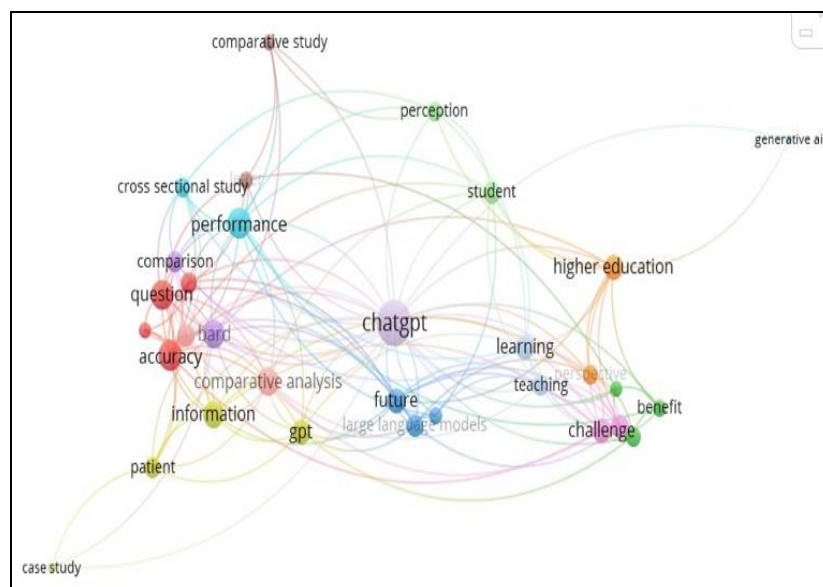 comparative study
perception
generative ai
cross sectional study
student
performance
comparison
higher education
question
chatgpt
bard
accuracy
learning
perspective
comparative analysis
teaching
future
benefit
information
large language models
gpt
challenge
patient
case study